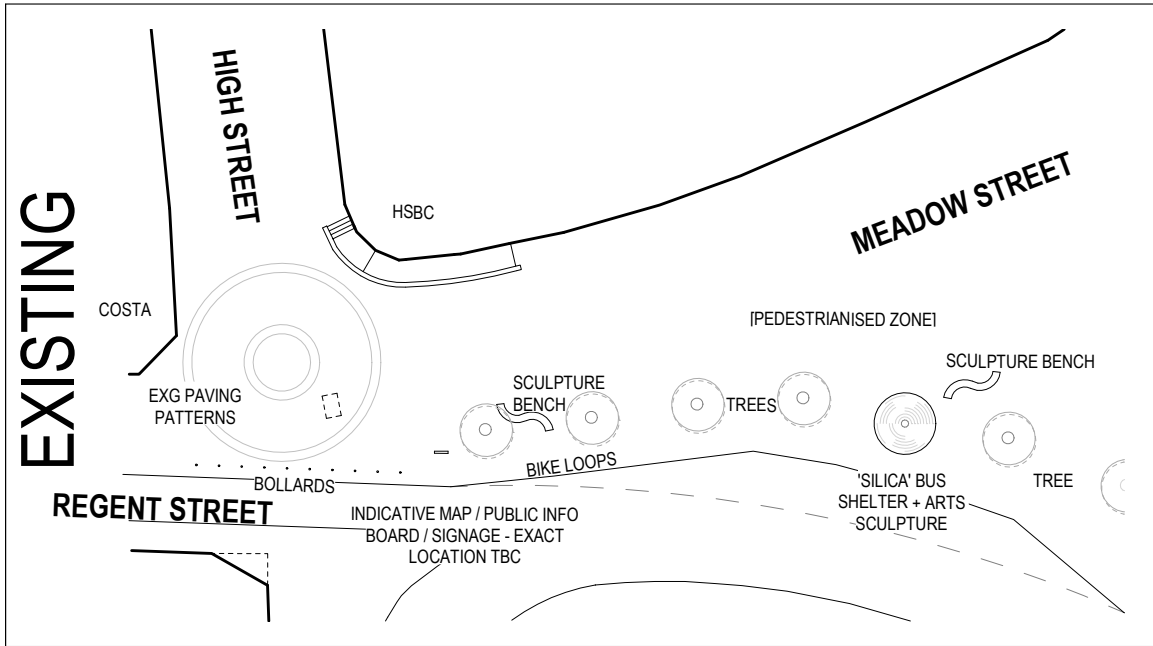 EXISTING
HIGH STREET
HSBC
MEADOW STREET
COSTA
[PEDESTRIANISED ZONE]
SCULPTURE BENCH
EXG PAVING
PATTERNS
SCULPTURE
BENCH
TREES
BIKE LOOPS
BOLLARDS
'SILICA' BUS
SHELTER + ARTS
SCULPTURE
TREE
REGENT STREET
INDICATIVE MAP / PUBLIC INFO
BOARD / SIGNAGE - EXACT
LOCATION TBC